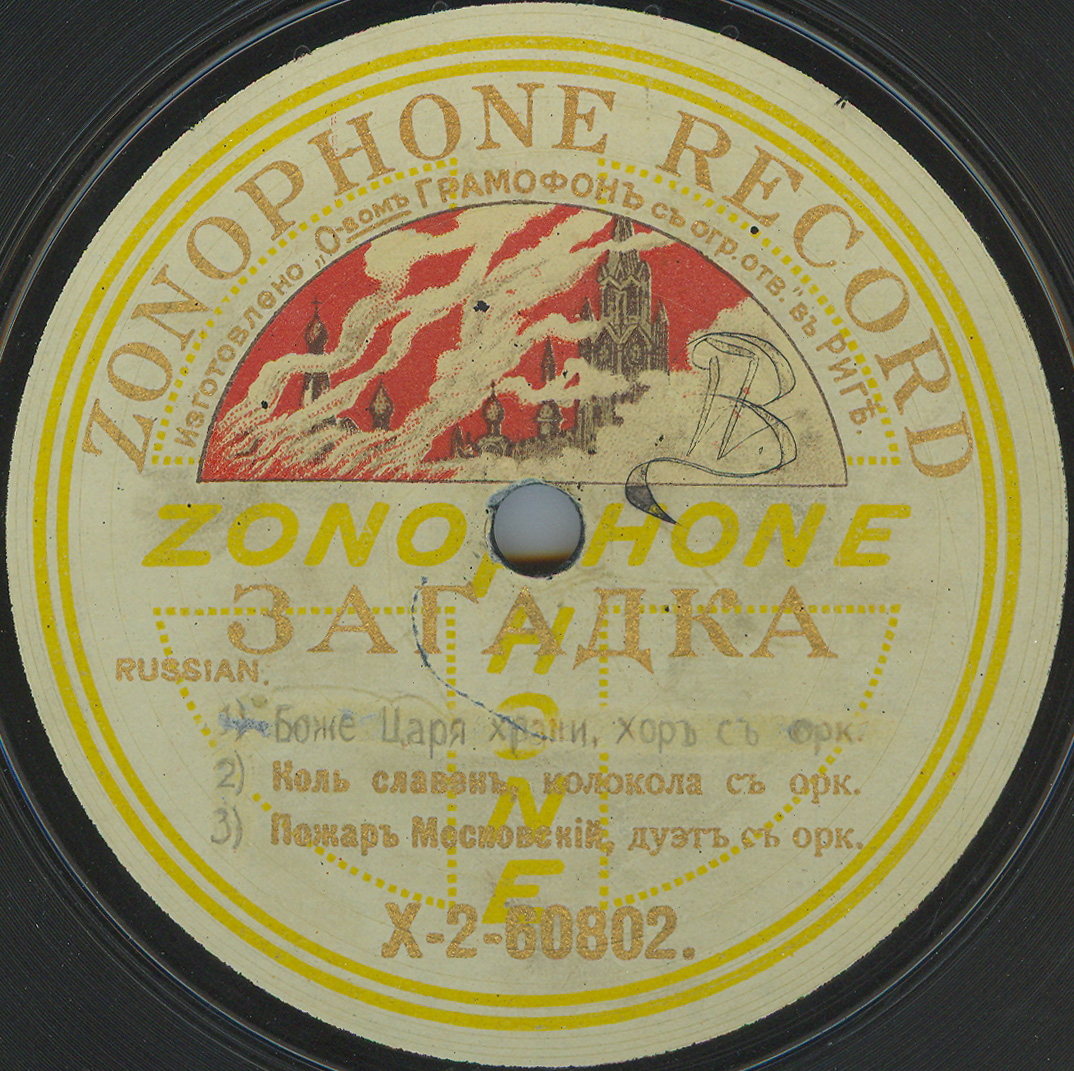 ZONOPHONE RECORD
Изготовлено „О-вомъ ГРАМОФОНЪ съ огр. отв." въ РИГѢ.
ZONOPHONE
ZONOPHONE
ЗАГАДКА
RUSSIAN.
1) Боже Царя храни, хоръ съ орк.
2) Коль славенъ, колокола съ орк.
3) Пожаръ Московскій, дуэтъ съ орк.
X-2-60802.